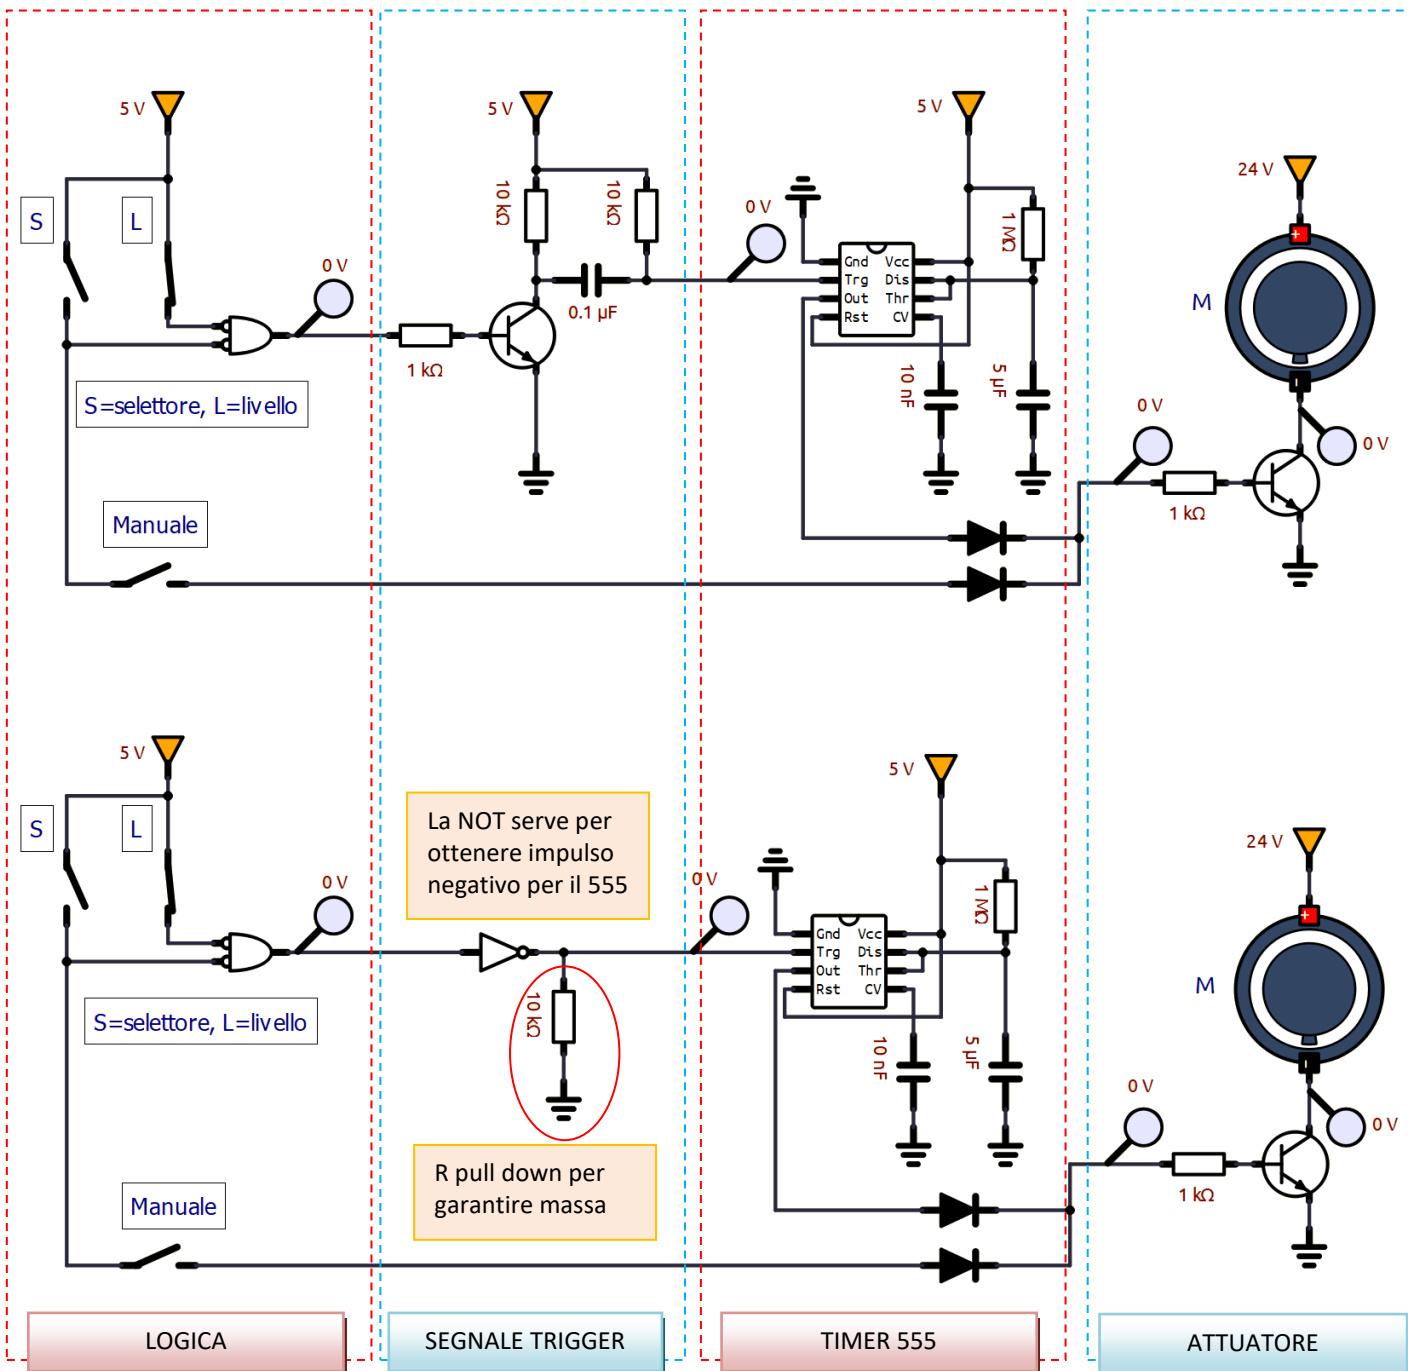 5 V
5 V
5 V
24 V
S
L
10 kΩ
10 kΩ
0 V
1 MΩ
0 V
Gnd Vcc
Trg Dis
Out Thr
Rst CV
M
0.1 µF
1 kΩ
10 nF
5 µF
S=selettore, L=livello
0 V
0 V
1 kΩ
Manuale
5 V
5 V
24 V
S
L
La NOT serve per
ottenere impulso
negativo per il 555
0 V
0 V
1 MΩ
Gnd Vcc
Trg Dis
Out Thr
Rst CV
M
10 kΩ
S=selettore, L=livello
10 nF
5 µF
0 V
0 V
R pull down per
garantire massa
1 kΩ
Manuale
LOGICA
SEGNALE TRIGGER
TIMER 555
ATTUATORE